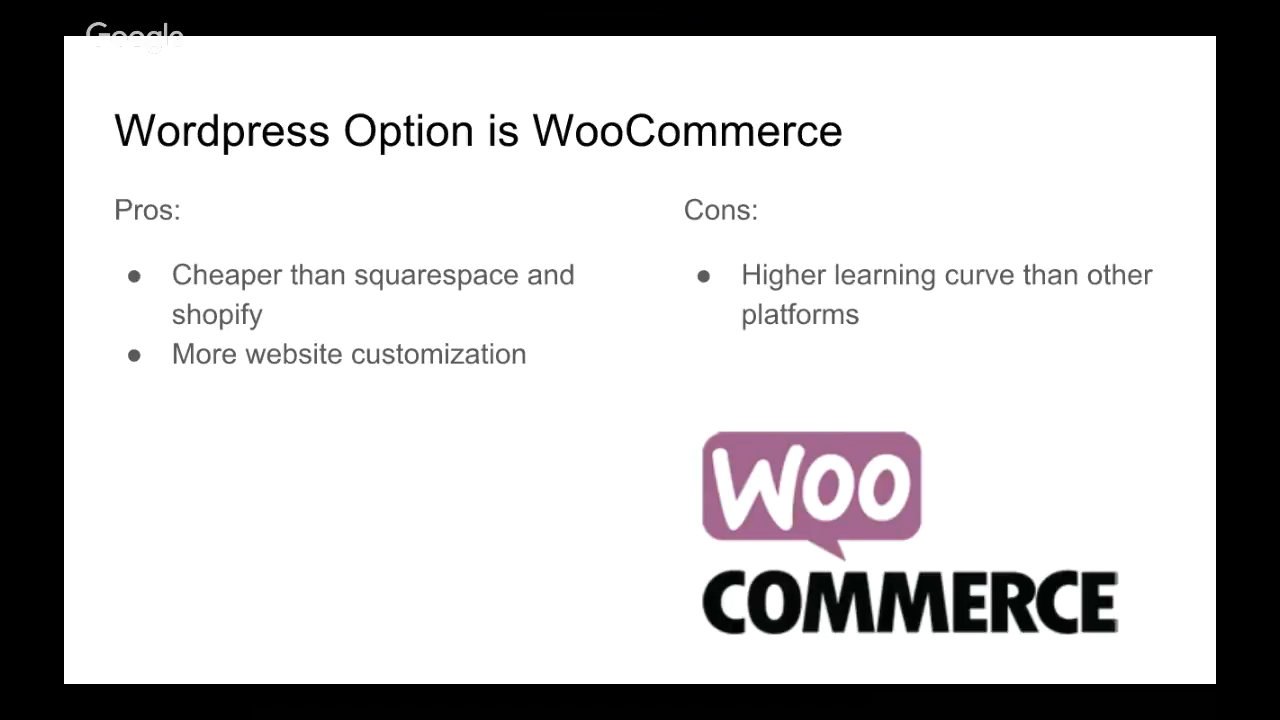 Google
Wordpress Option is WooCommerce
Pros:
● Cheaper than squarespace and
shopify
● More website customization
Cons:
● Higher learning curve than other
platforms
WOO
COMMERCE